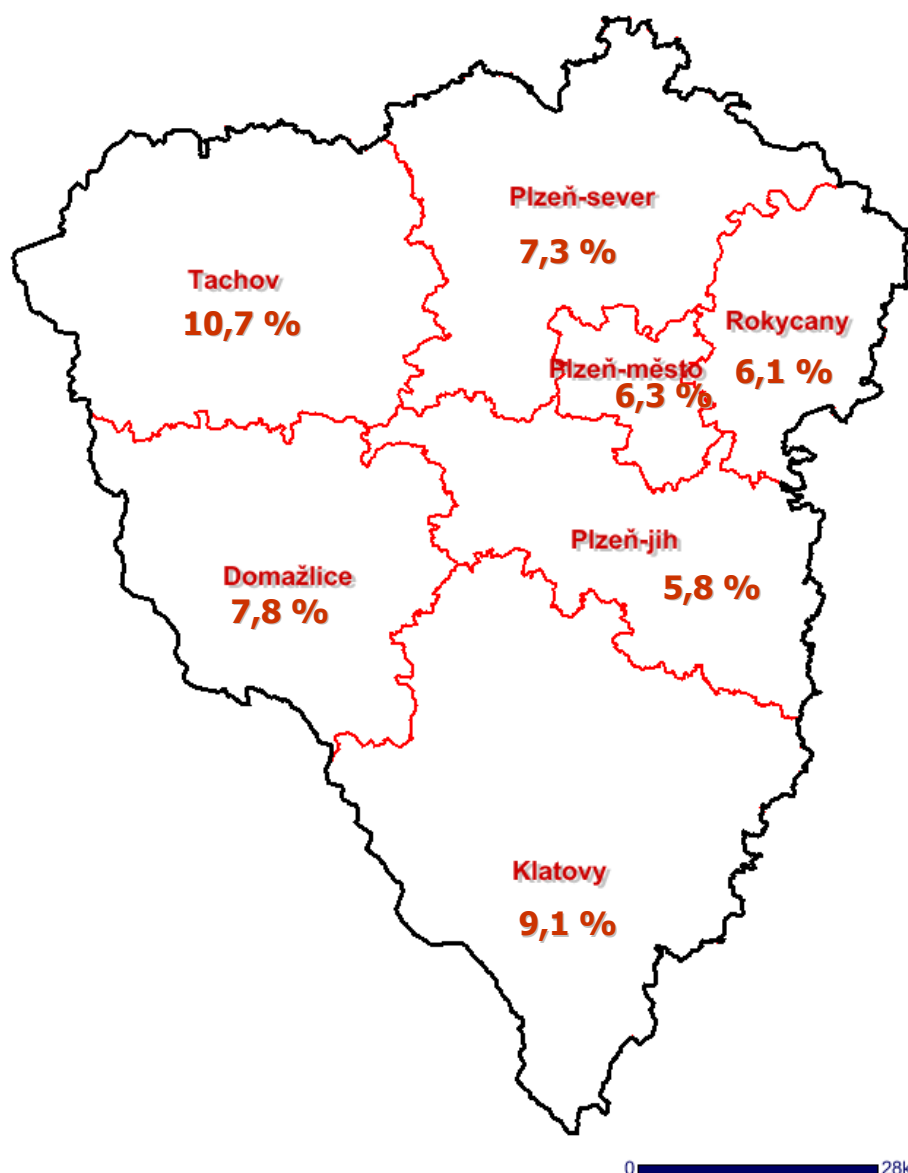 Plzeň-sever
7,3 %
Tachov
10,7 %
Rokycany
6,1 %
Plzeň-město
6,3 %
Plzeň-jih
5,8 %
Domažlice
7,8 %
Klatovy
9,1 %
0 28k